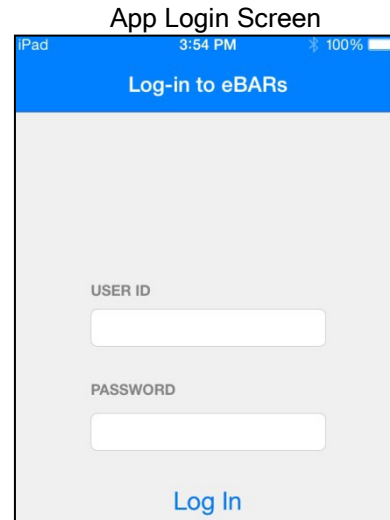 App Login Screen
iPad 3:54 PM 100%
Log-in to eBARs
USER ID
PASSWORD
Log In